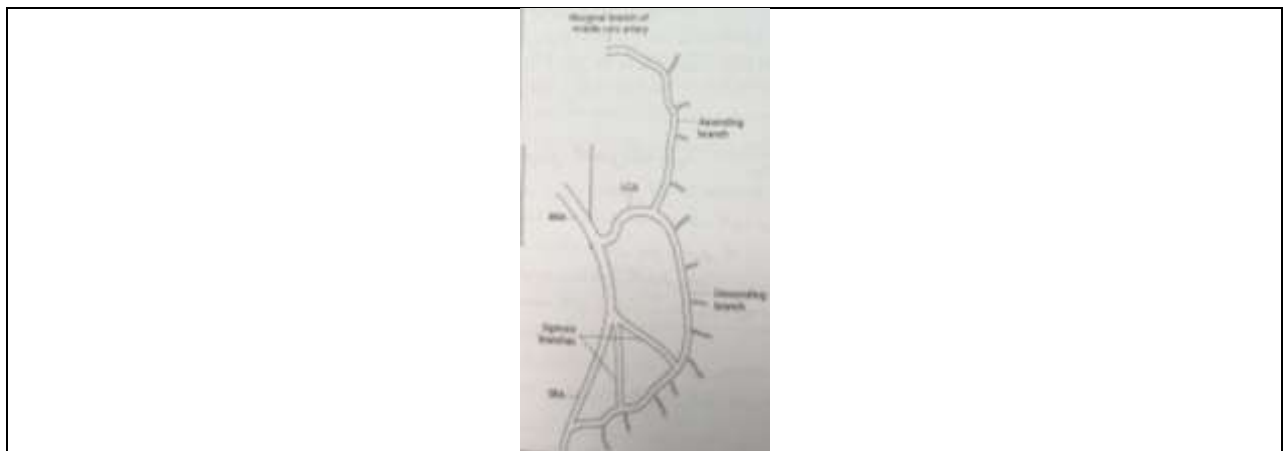 Marginal branch of
middle colic artery
Ascending
branch
LCA
IMA
Descending
branch
Sigmoid
branches
SRA